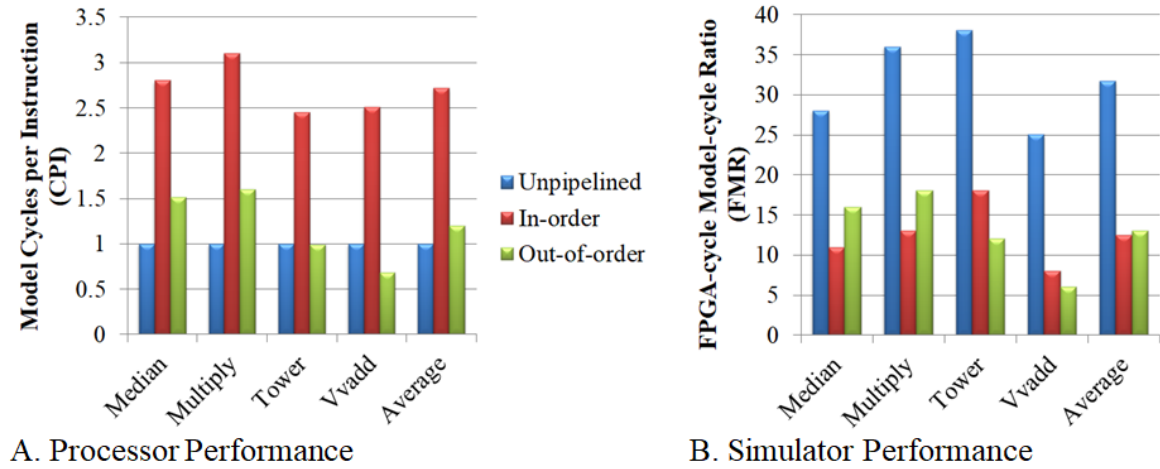 3.5
3
2.5
2
1.5
1
0.5
0
Model Cycles per Instruction
(CPI)
Median
Multiply
Tower
Vvadd
Average
Unpipelined
In-order
Out-of-order
A. Processor Performance
40
35
30
25
20
15
10
5
0
FPGA-cycle Model-cycle Ratio
(FMR)
Median
Multiply
Tower
Vvadd
Average
B. Simulator Performance